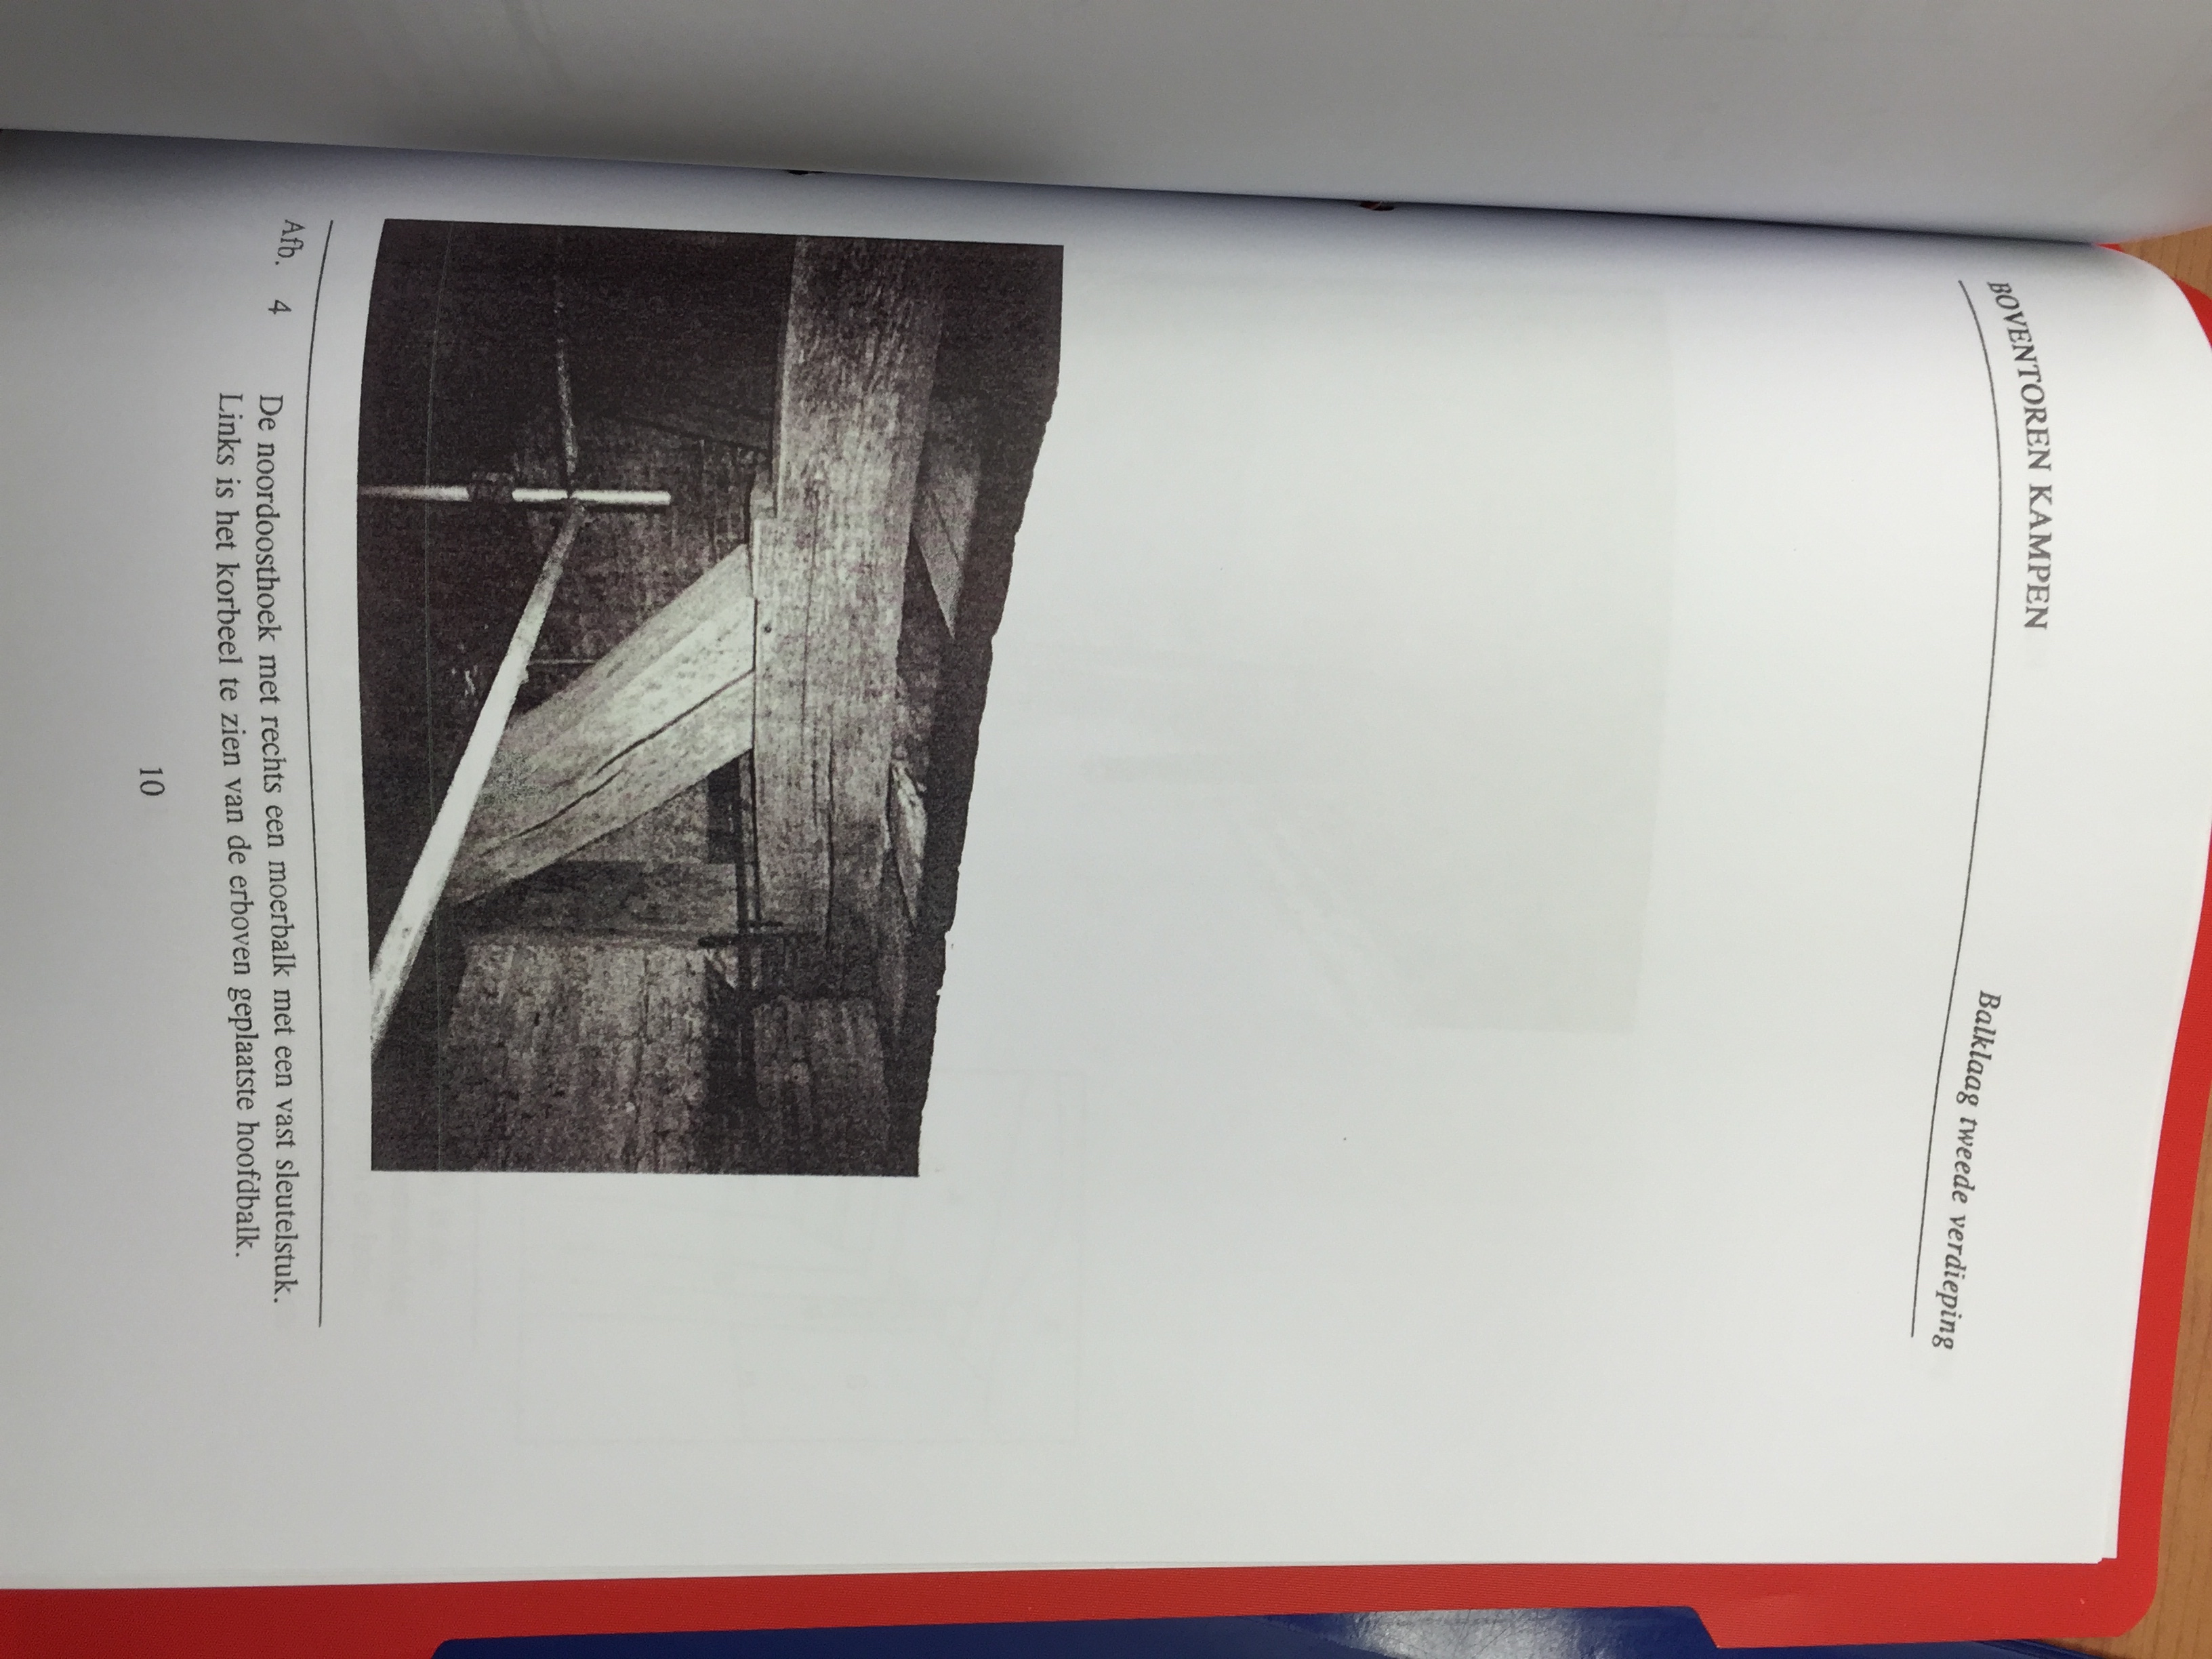 BOVENTOREN KAMPEN
Balklaag tweede verdieping
Afb. 4 De noordoosthoek met rechts een moerbalk met een vast sleutelstuk.
Links is het korbeel te zien van de erboven geplaatste hoofdbalk.
10